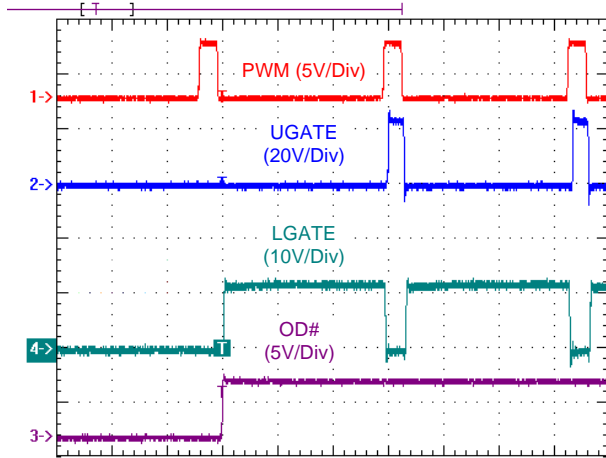 T
PWM (5V/Div)
1->
UGATE
(20V/Div)
2->
LGATE
(10V/Div)
4->
T
OD#
(5V/Div)
3->